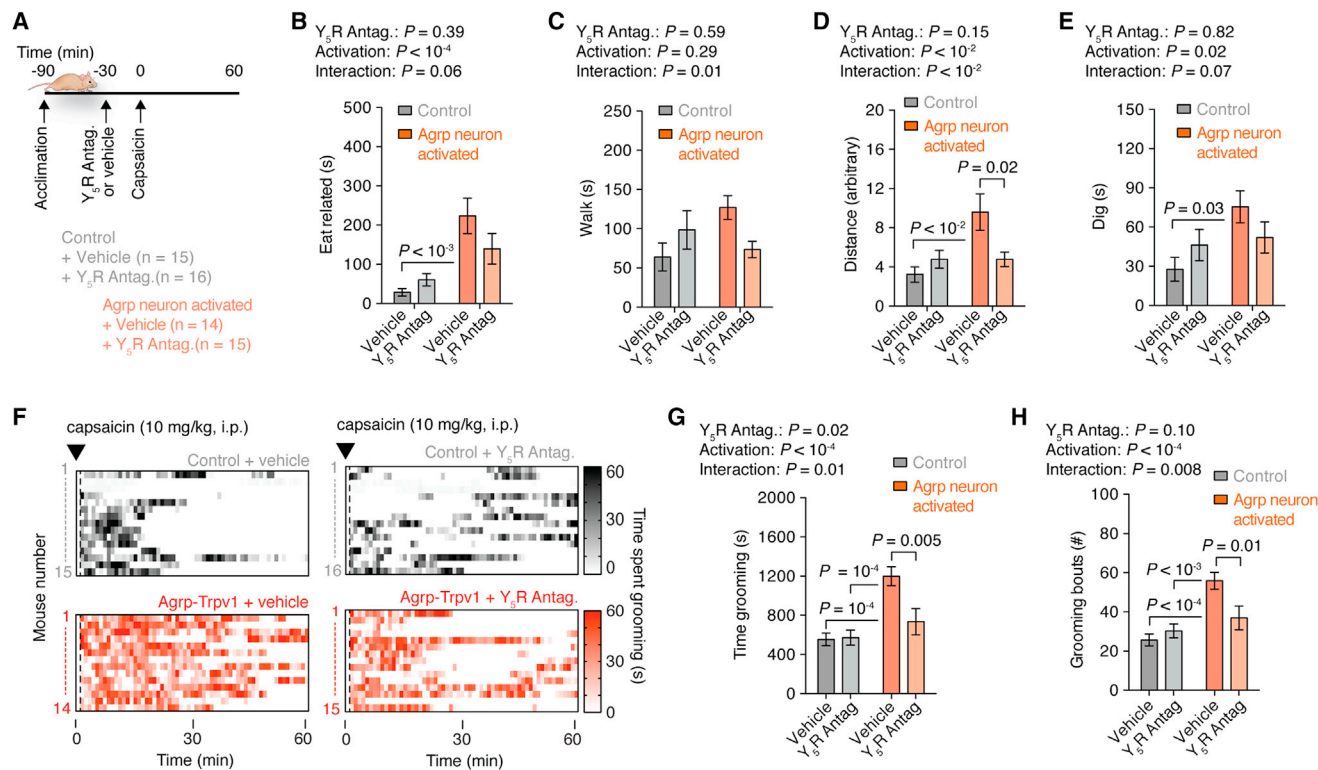 A
Time (min)
-90 -30 0 60
Acclimation
Y5R Antag.
or vehicle
Capsaicin
Control
+ Vehicle (n = 15)
+ Y5R Antag.(n = 16)
Agrp neuron activated
+ Vehicle (n = 14)
+ Y5R Antag.(n = 15)
B
Y5R Antag.: P = 0.39
Activation: P < 10-4
Interaction: P = 0.06
Control
Agrp neuron
activated
Eat related (s)
500
400
300
200
100
0
P < 10-3
Vehicle
Y5R Antag
Vehicle
Y5R Antag
C
Y5R Antag.: P = 0.59
Activation: P = 0.29
Interaction: P = 0.01
Control
Agrp neuron
activated
Walk (s)
250
200
150
100
50
0
Vehicle
Y5R Antag
Vehicle
Y5R Antag
D
Y5R Antag.: P = 0.15
Activation: P < 10-2
Interaction: P < 10-2
Control
Agrp neuron
activated
Distance (arbitrary)
20
16
12
8
4
0
P = 0.02
P < 10-2
Vehicle
Y5R Antag
Vehicle
Y5R Antag
E
Y5R Antag.: P = 0.82
Activation: P = 0.02
Interaction: P = 0.07
Control
Agrp neuron
activated
Dig (s)
150
120
90
60
30
0
P = 0.03
Vehicle
Y5R Antag
Vehicle
Y5R Antag
F
capsaicin (10 mg/kg, i.p.)
Control + vehicle
1
15
capsaicin (10 mg/kg, i.p.)
Control + Y5R Antag.
1
16
60
30
0
Mouse number
Time spent grooming (s)
Agrp-Trpv1 + vehicle
1
14
0 30 60
Time (min)
Agrp-Trpv1 + Y5R Antag.
1
15
0 30 60
Time (min)
60
30
0
G
Y5R Antag.: P = 0.02
Activation: P < 10-4
Interaction: P = 0.01
Control
Agrp neuron
activated
Time grooming (s)
2000
1600
1200
800
400
0
P = 0.005
P = 10-4
P = 10-4
Vehicle
Y5R Antag
Vehicle
Y5R Antag
H
Y5R Antag.: P = 0.10
Activation: P < 10-4
Interaction: P = 0.008
Control
Agrp neuron
activated
Grooming bouts (#)
100
80
60
40
20
0
P = 0.01
P < 10-3
P < 10-4
Vehicle
Y5R Antag
Vehicle
Y5R Antag